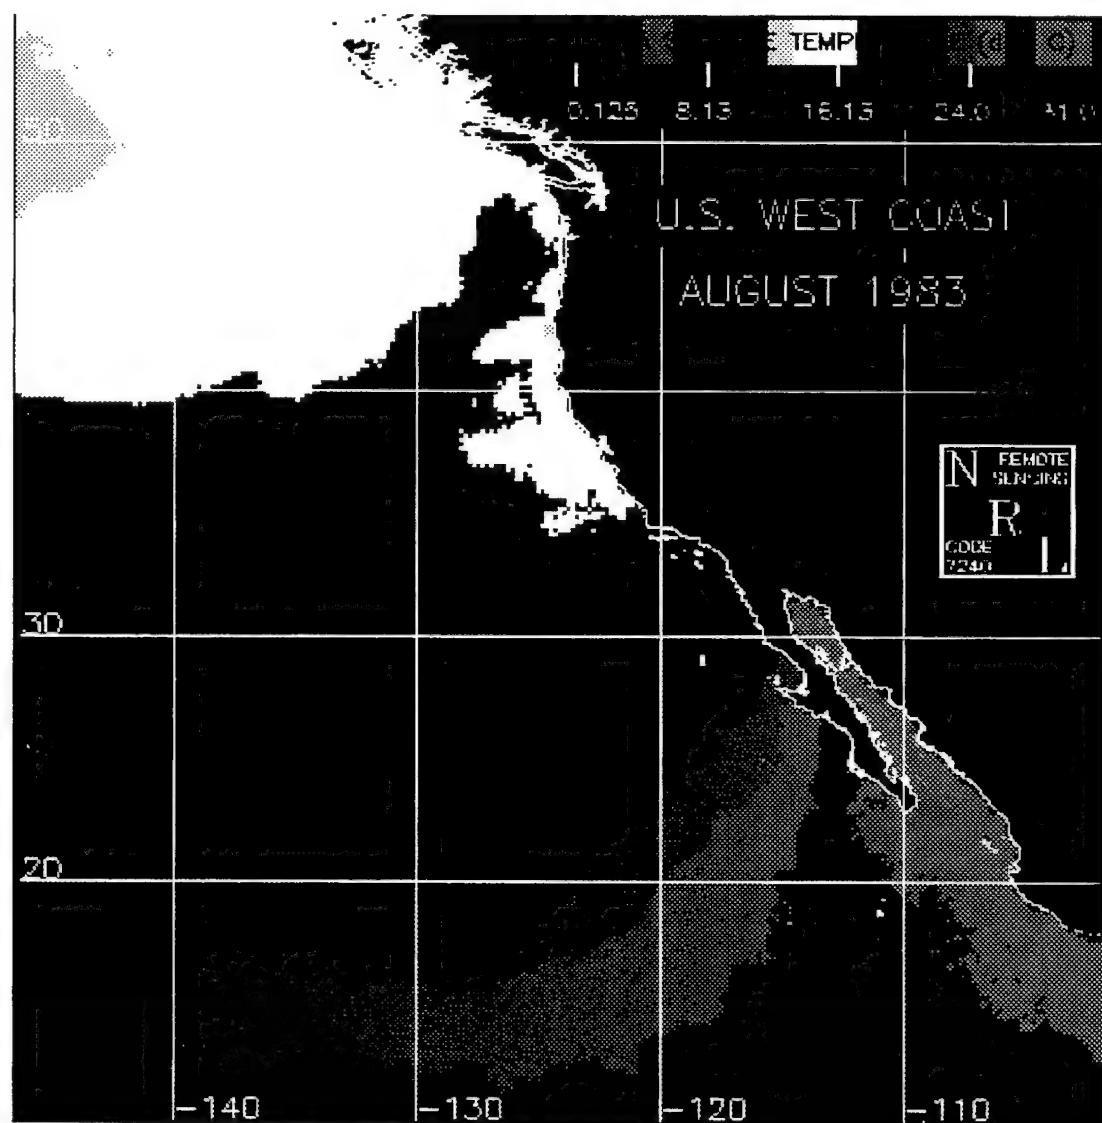 TEMP
0.125 8.13 16.13 24.0
U.S. WEST COAST
AUGUST 1983
N REMOTE
SENSING
R
CODE
7240 L
30
20
-140 -130 -120 -110